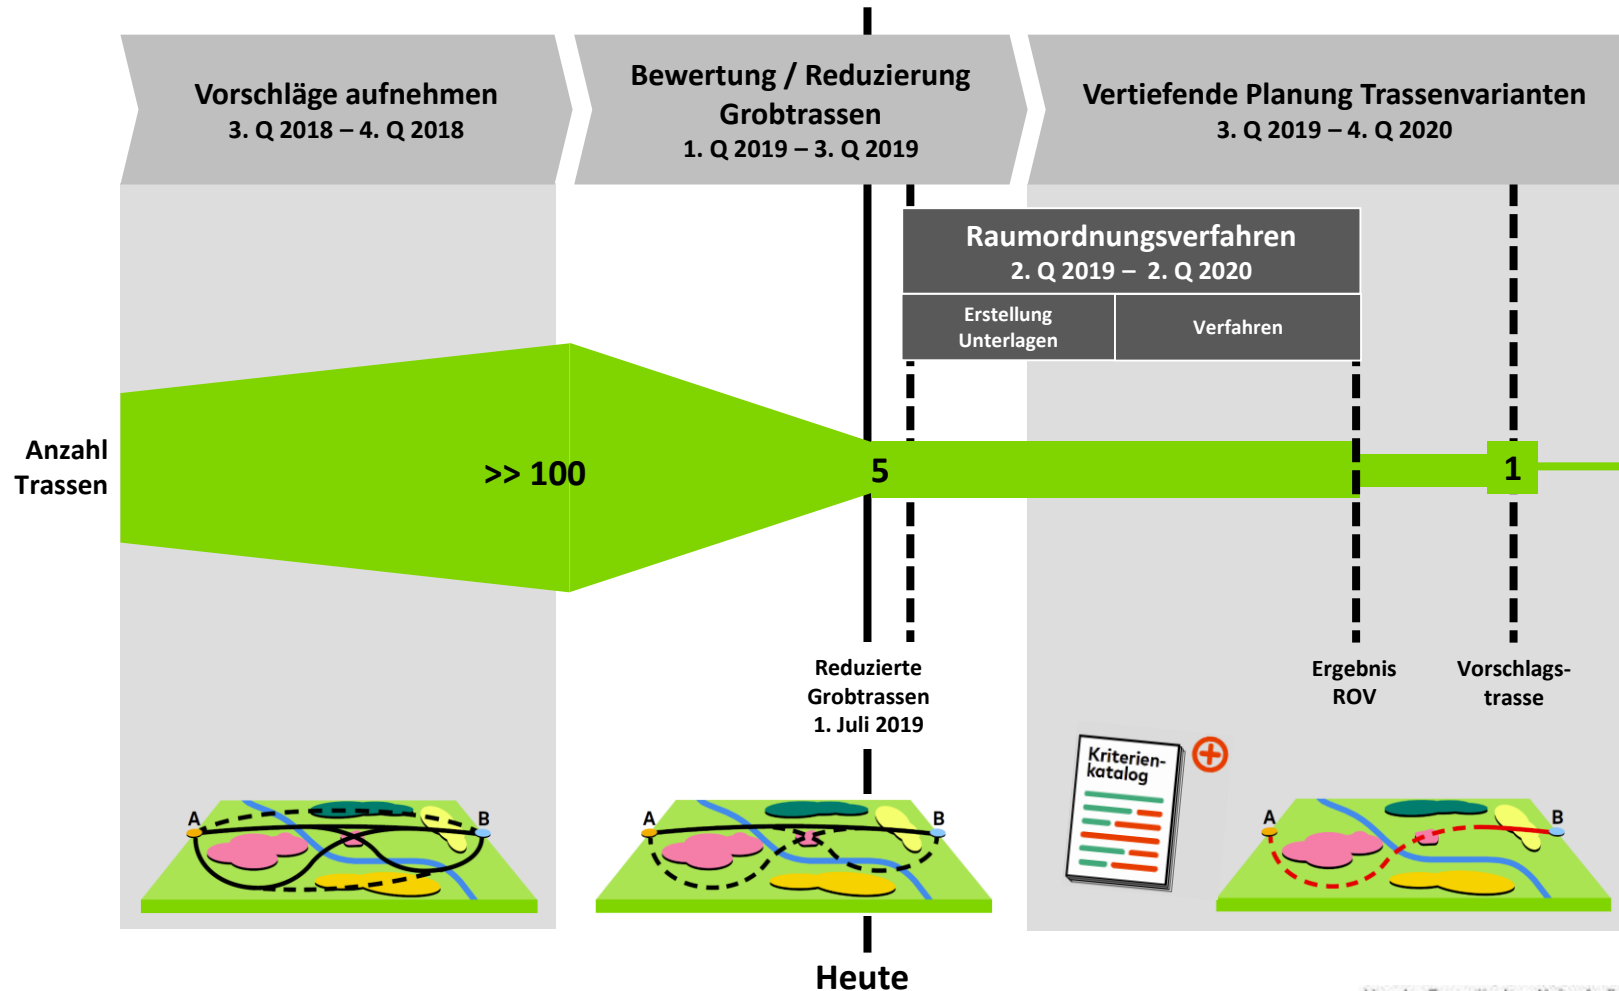 Vorschläge aufnehmen
3. Q 2018 – 4. Q 2018
Bewertung / Reduzierung
Grobtrassen
1. Q 2019 – 3. Q 2019
Vertiefende Planung Trassenvarianten
3. Q 2019 – 4. Q 2020
Raumordnungsverfahren
2. Q 2019 – 2. Q 2020
Erstellung
Unterlagen
Verfahren
Anzahl
Trassen
>> 100
5
1
Reduzierte
Grobtrassen
1. Juli 2019
Ergebnis
ROV
Vorschlags-
trasse
Kriterien-
katalog
A
B
A
B
A
B
Heute